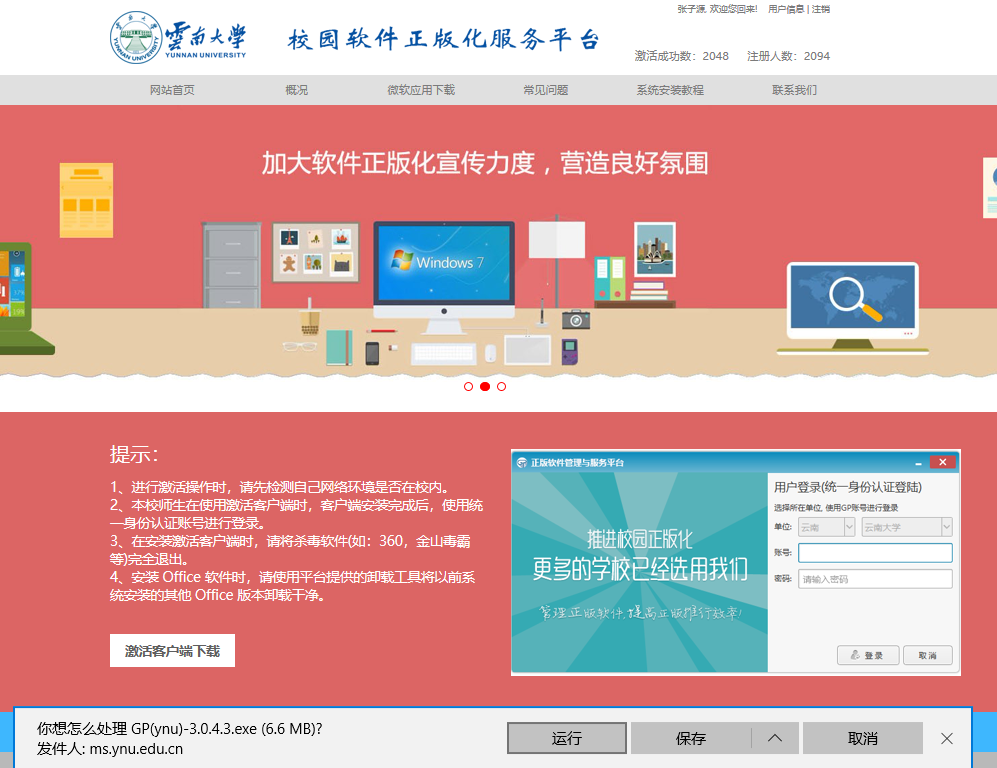 张子源, 欢迎您回来! 用户信息 | 注销
雲南大学
YUNNAN UNIVERSITY
YUNNAN UNIVERSITY
校园软件正版化服务平台
激活成功数：2048 注册人数：2094
网站首页 概况 微软应用下载 常见问题 系统安装教程 联系我们
加大软件正版化宣传力度，营造良好氛围
Windows 7
提示：
1、进行激活操作时，请先检测自己网络环境是否在校内。
2、本校师生在使用激活客户端时，客户端安装完成后，使用统
一身份认证账号进行登录。
3、在安装激活客户端时，请将杀毒软件(如：360，金山毒霸
等)完全退出。
4、安装 Office 软件时，请使用平台提供的卸载工具将以前系
统安装的其他 Office 版本卸载干净。
激活客户端下载
正版软件管理与服务平台
推进校园正版化
更多的学校已经选用我们
管理正版软件,提高正版推行效率!
用户登录(统一身份认证登陆)
选择所在单位, 使用GP账号进行登录
单位: 云南 云南大学
账号:
密码: 请输入密码
登录 取消
你想怎么处理 GP(ynu)-3.0.4.3.exe (6.6 MB)?
发件人: ms.ynu.edu.cn
运行 保存 取消